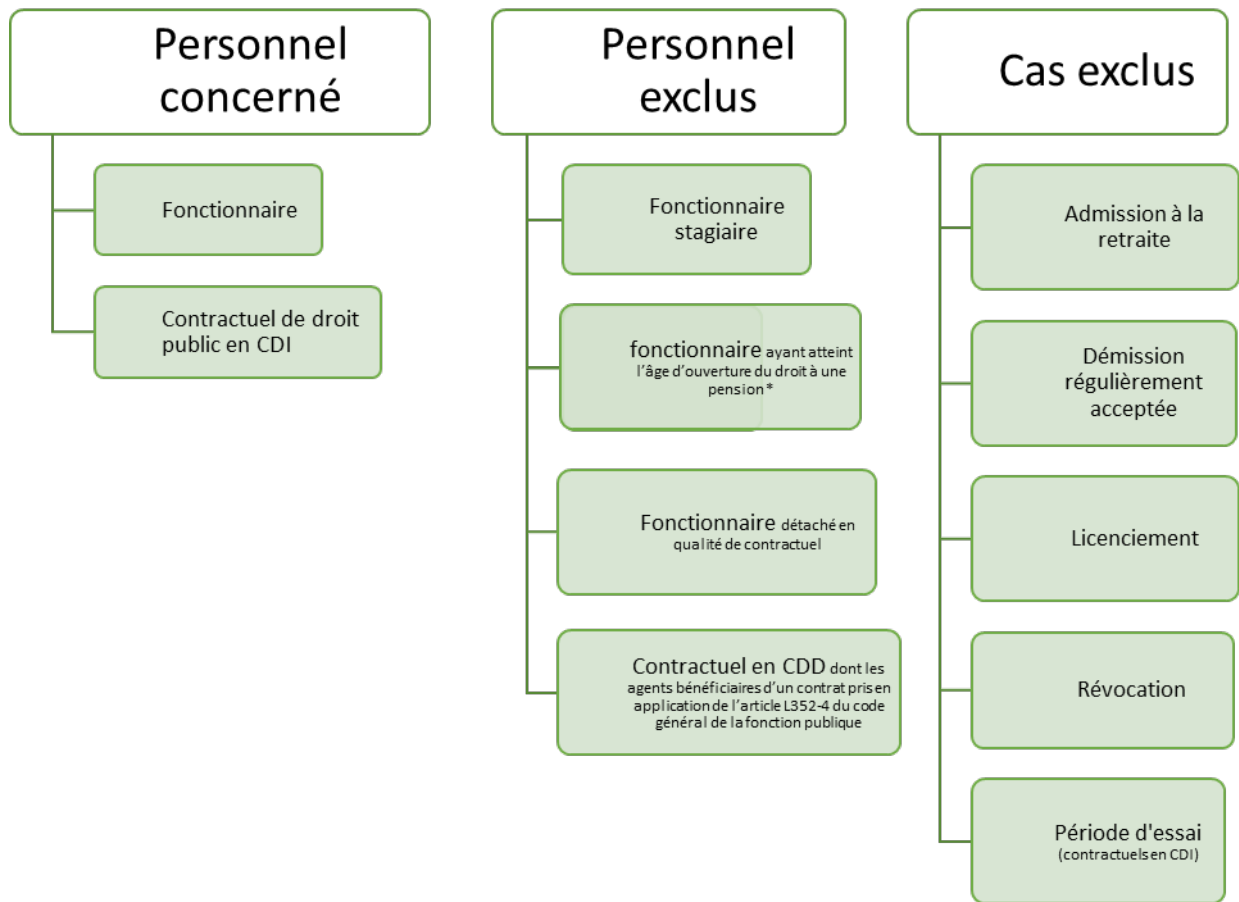 Personnel
concerné
Fonctionnaire
Contractuel de droit
public en CDI
Personnel
exclus
Fonctionnaire
stagiaire
fonctionnaire ayant atteint
l'âge d'ouverture du droit à une
pension *
Fonctionnaire détaché en
qualité de contractuel
Contractuel en CDD dont les
agents bénéficiaires d'un contrat pris en
application de l'article L352-4 du code
général de la fonction publique
Cas exclus
Admission à la
retraite
Démission
régulièrement
acceptée
Licenciement
Révocation
Période d'essai
(contractuels en CDI)